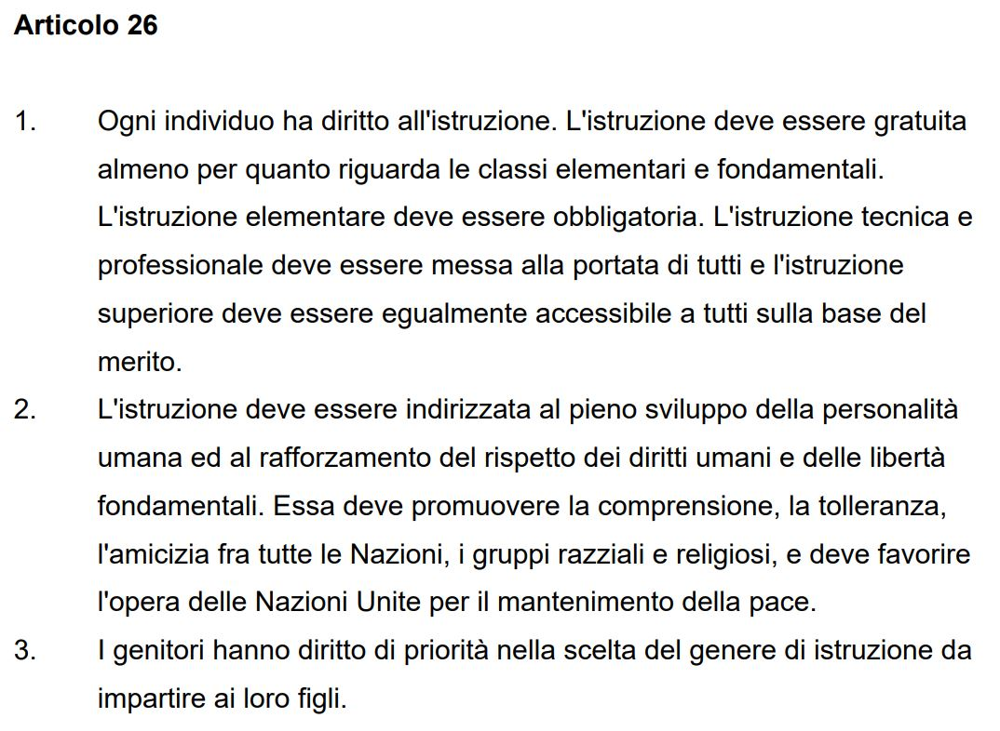 Articolo 26
1. Ogni individuo ha diritto all'istruzione. L'istruzione deve essere gratuita
almeno per quanto riguarda le classi elementari e fondamentali.
L'istruzione elementare deve essere obbligatoria. L'istruzione tecnica e
professionale deve essere messa alla portata di tutti e l'istruzione
superiore deve essere egualmente accessibile a tutti sulla base del
merito.
2. L'istruzione deve essere indirizzata al pieno sviluppo della personalità
umana ed al rafforzamento del rispetto dei diritti umani e delle libertà
fondamentali. Essa deve promuovere la comprensione, la tolleranza,
l'amicizia fra tutte le Nazioni, i gruppi razziali e religiosi, e deve favorire
l'opera delle Nazioni Unite per il mantenimento della pace.
3. I genitori hanno diritto di priorità nella scelta del genere di istruzione da
impartire ai loro figli.